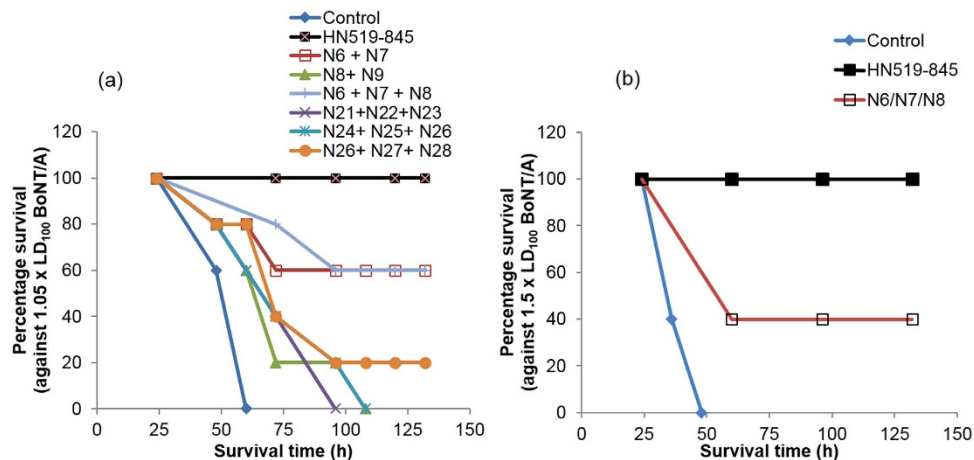 (a)
Control
HN519-845
N6 + N7
N8+ N9
N6 + N7 + N8
N21+N22+N23
N24+ N25+ N26
N26+ N27+ N28
Percentage survival
(against 1.05 x LD100 BoNT/A)
120
100
80
60
40
20
0
0 25 50 75 100 125 150
Survival time (h)
(b)
Control
HN519-845
N6/N7/N8
Percentage survival
(against 1.5 x LD100 BoNT/A)
120
100
80
60
40
20
0
0 25 50 75 100 125 150
Survival time (h)